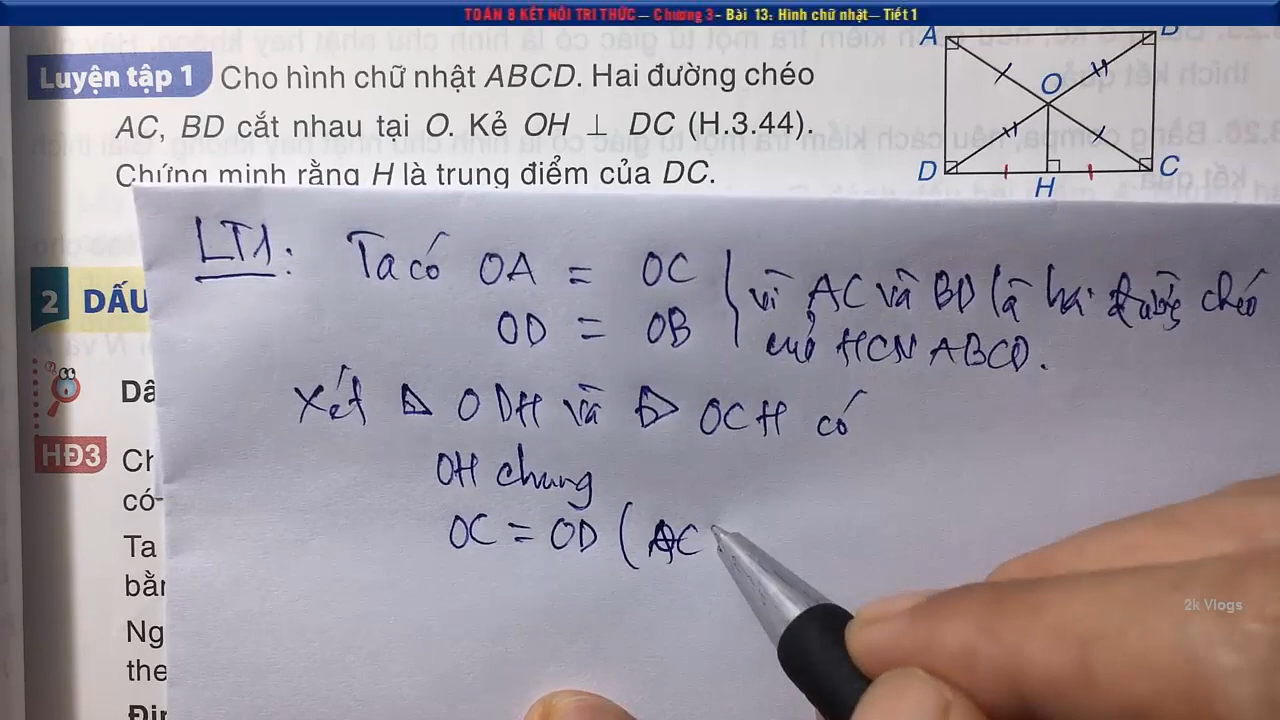 TOÁN 8 KẾT NỐI TRI THỨC – Chương 3 - Bài 13: Hình chữ nhật – Tiết 1
Luyện tập 1 Cho hình chữ nhật ABCD. Hai đường chéo
AC, BD cắt nhau tại O. Kẻ OH ⊥ DC (H.3.44).
Chứng minh rằng H là trung điểm của DC.
A
B
O
D
H
C
LT1: Ta có OA = OC
OD = OB
vì AC và BD là hai đường chéo
của HCN ABCD.
Xét ⊿ ODH và ⊿ OCH có
OH chung
OC = OD ( AC
2 DẤU
Dấ
HĐ3 Ch
có
Ta
bằn
Ng
the
Địn
2k Vlogs